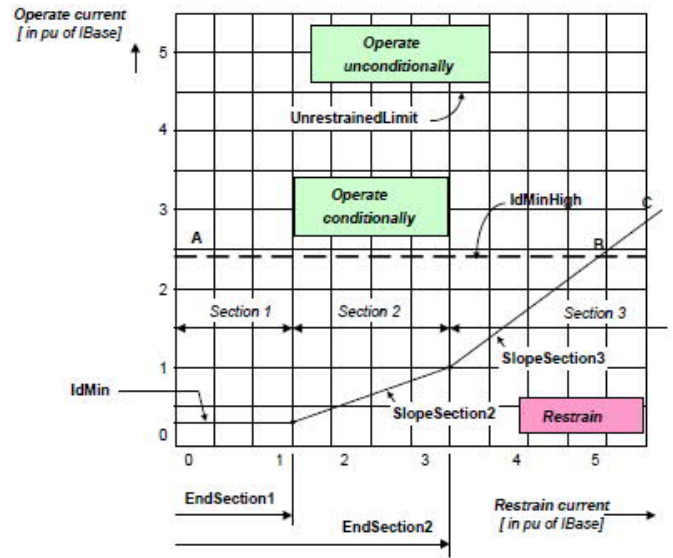 Operate current
[ in pu of IBase]
5
Operate
unconditionally
UnrestrainedLimit
4
Operate
conditionally
IdMinHigh
3
C
A
B
2
Section 1
Section 2
Section 3
1
SlopeSection3
IdMin
SlopeSection2
Restrain
0
0 1 2 3 4 5
EndSection1
Restrain current
[ in pu of IBase]
EndSection2